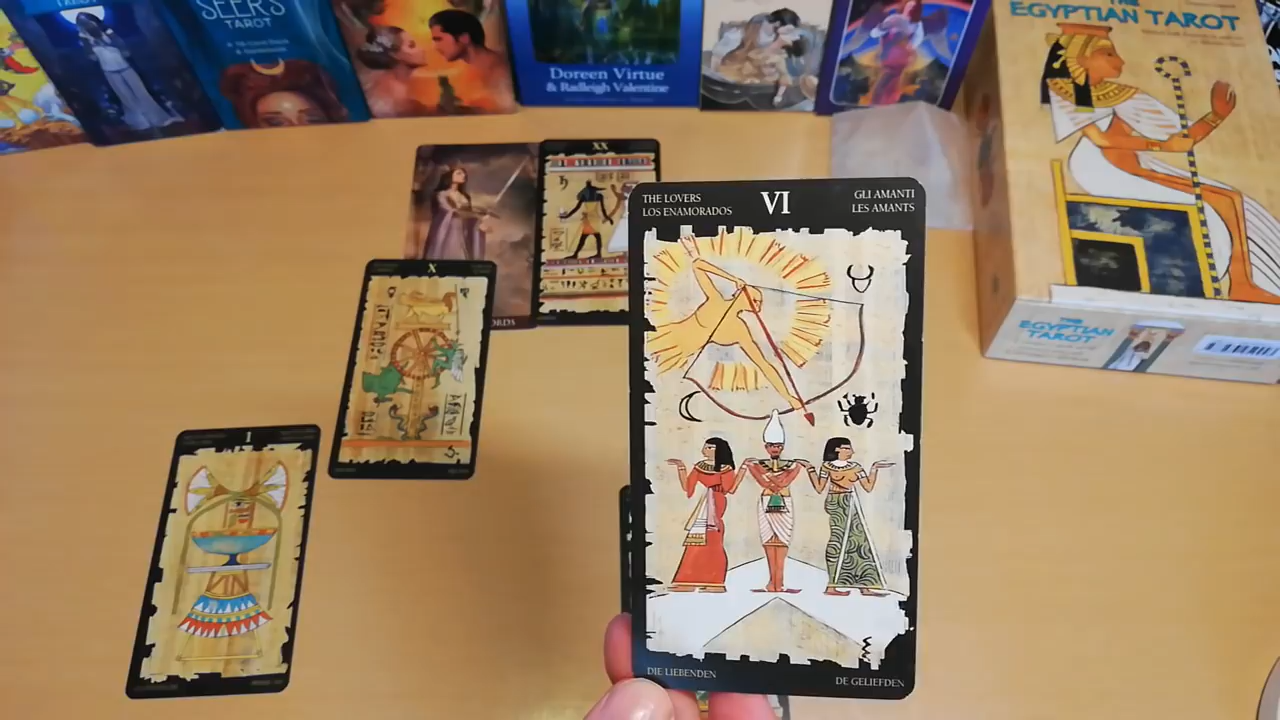 SEERS
TAROT
Doreen Virtue
& Radleigh Valentine
THE
EGYPTIAN TAROT
THE
EGYPTIAN
TAROT
XX
X
I
THE LOVERS
LOS ENAMORADOS
VI
GLI AMANTI
LES AMANTS
DIE LIEBENDEN
DE GELIEFDEN